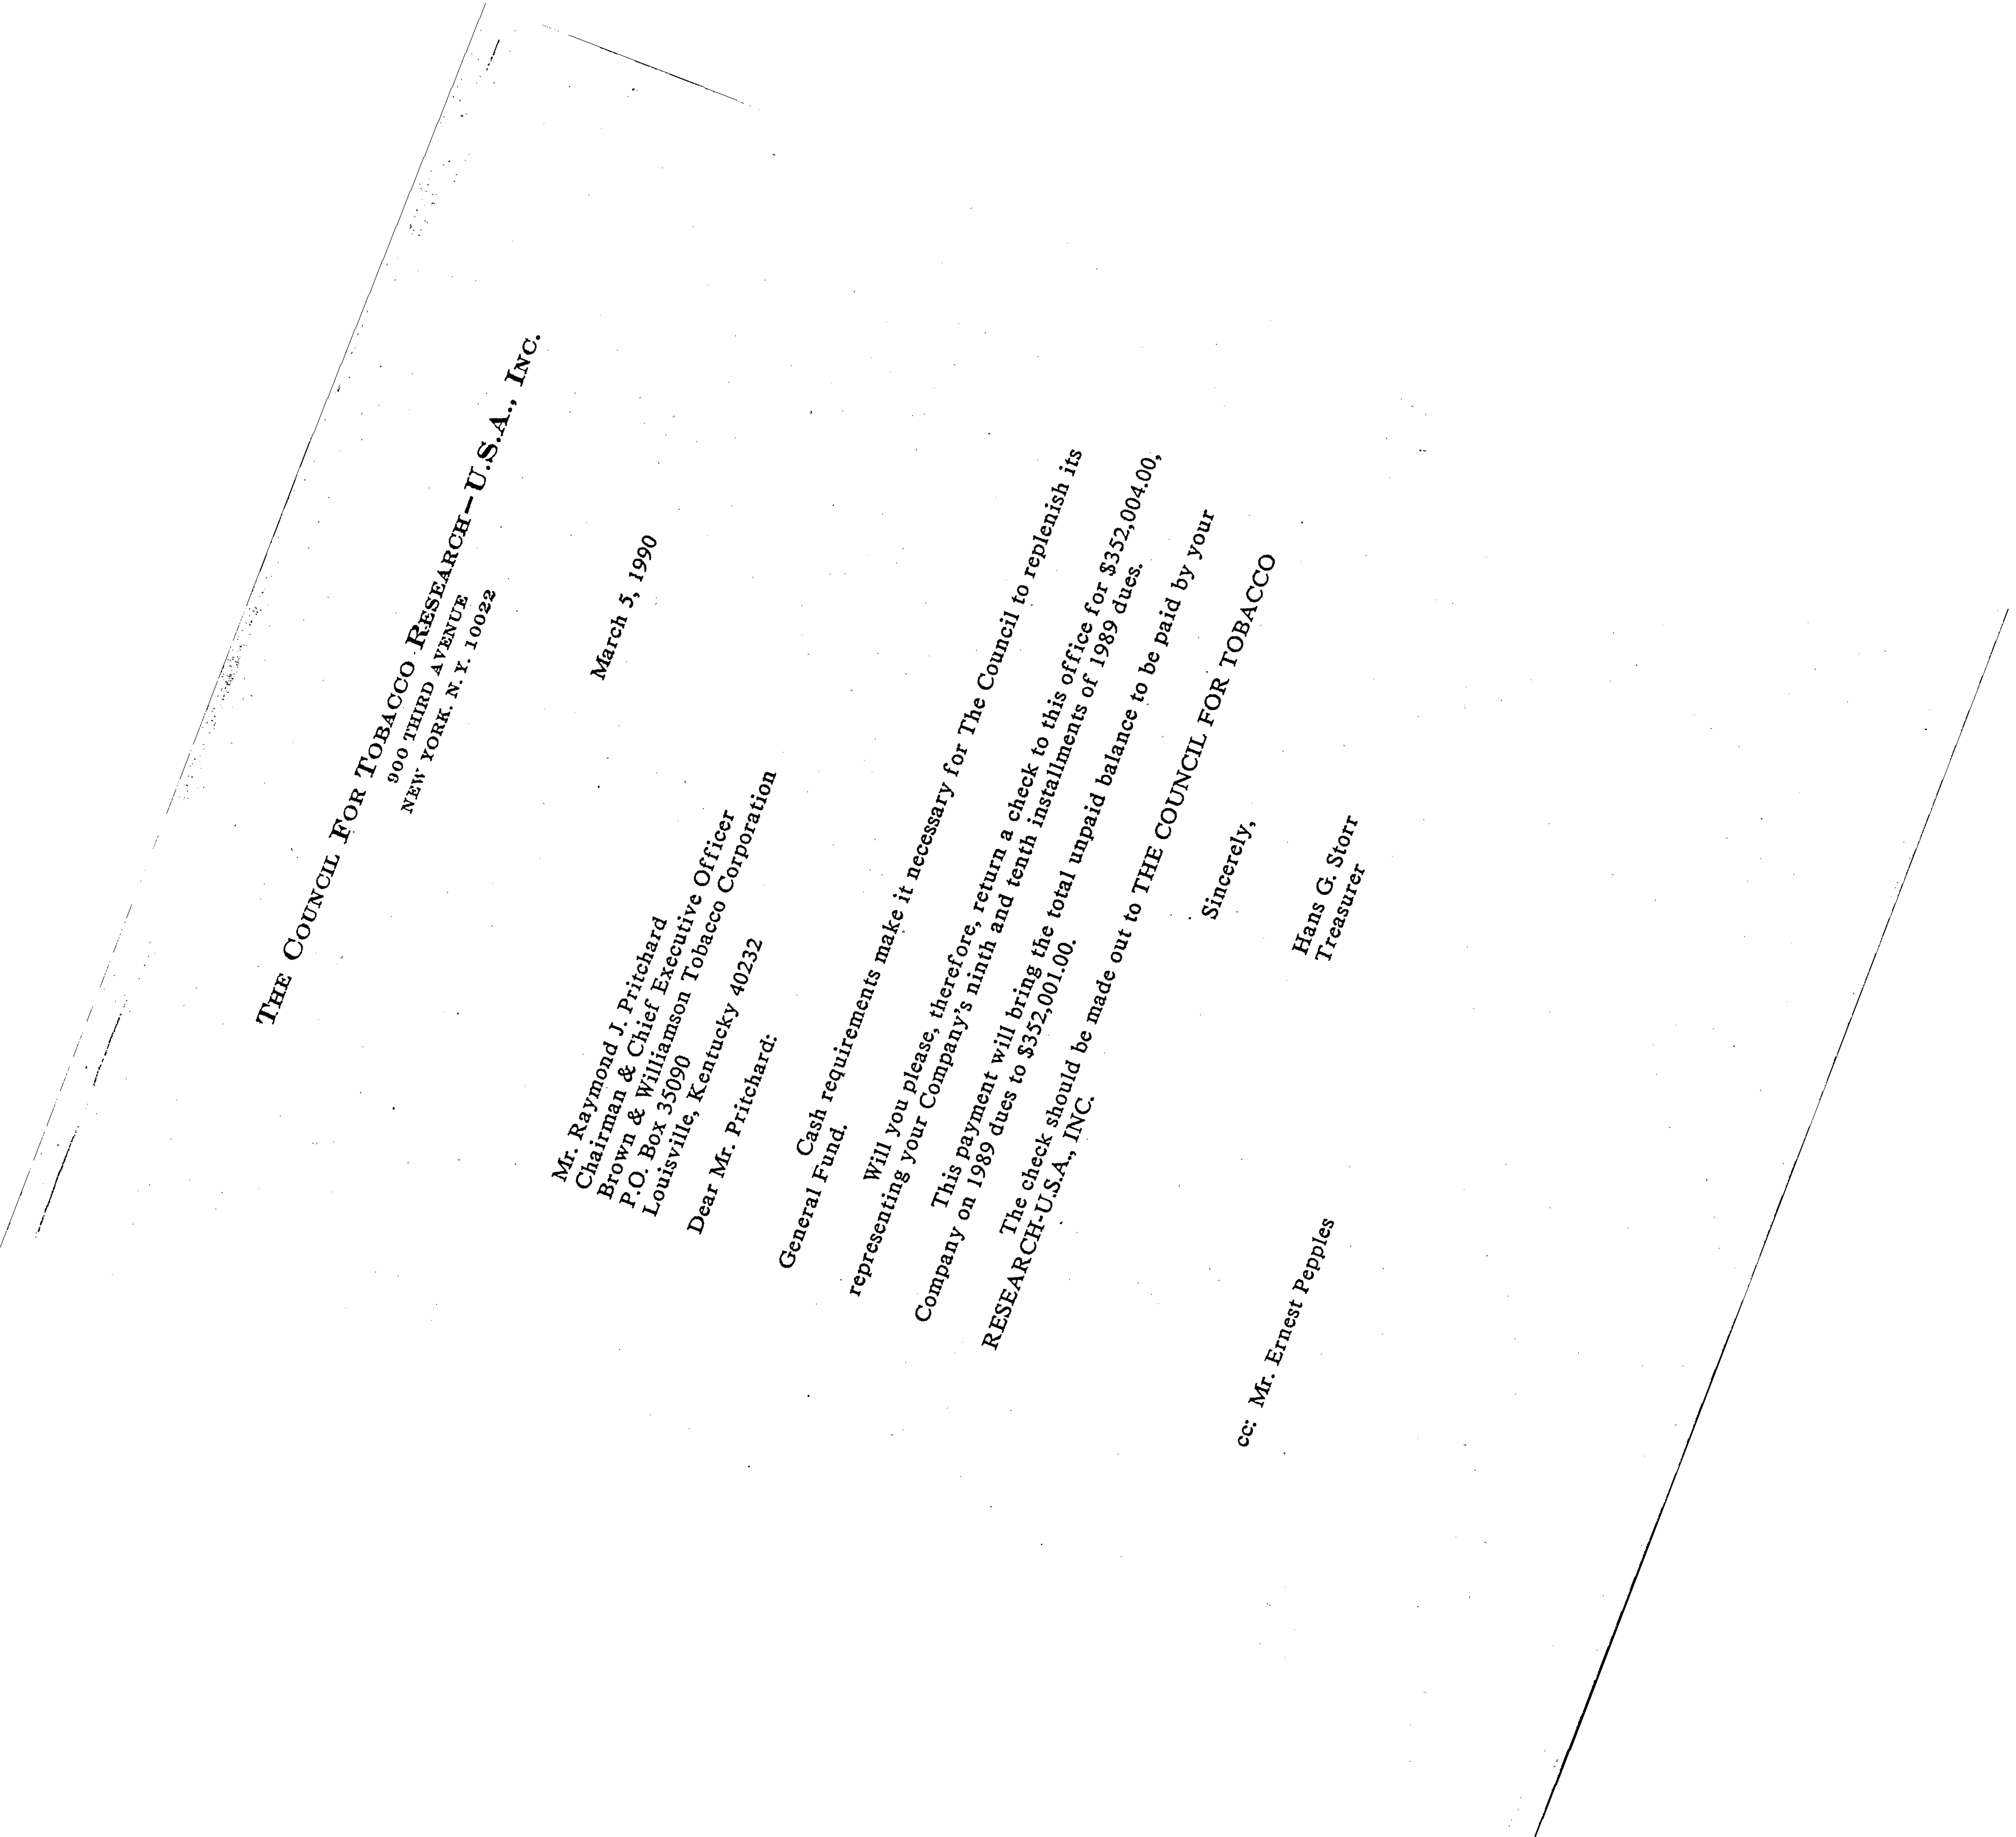 THE COUNCIL FOR TOBACCO RESEARCH—U.S.A., INC.
900 THIRD AVENUE
NEW YORK. N. Y. 10022
March 5, 1990
Mr. Raymond J. Pritchard
Chairman & Chief Executive Officer
Brown & Williamson Tobacco Corporation
P.O. Box 35090
Louisville, Kentucky 40232
Dear Mr. Pritchard:
Cash requirements make it necessary for The Council to replenish its
General Fund.
Will you please, therefore, return a check to this office for $352,004.00,
representing your Company's ninth and tenth installments of 1989 dues.
This payment will bring the total unpaid balance to be paid by your
Company on 1989 dues to $352,001.00.
The check should be made out to THE COUNCIL FOR TOBACCO
RESEARCH-U.S.A., INC.
Sincerely,
Hans G. Storr
Treasurer
cc: Mr. Ernest Pepples